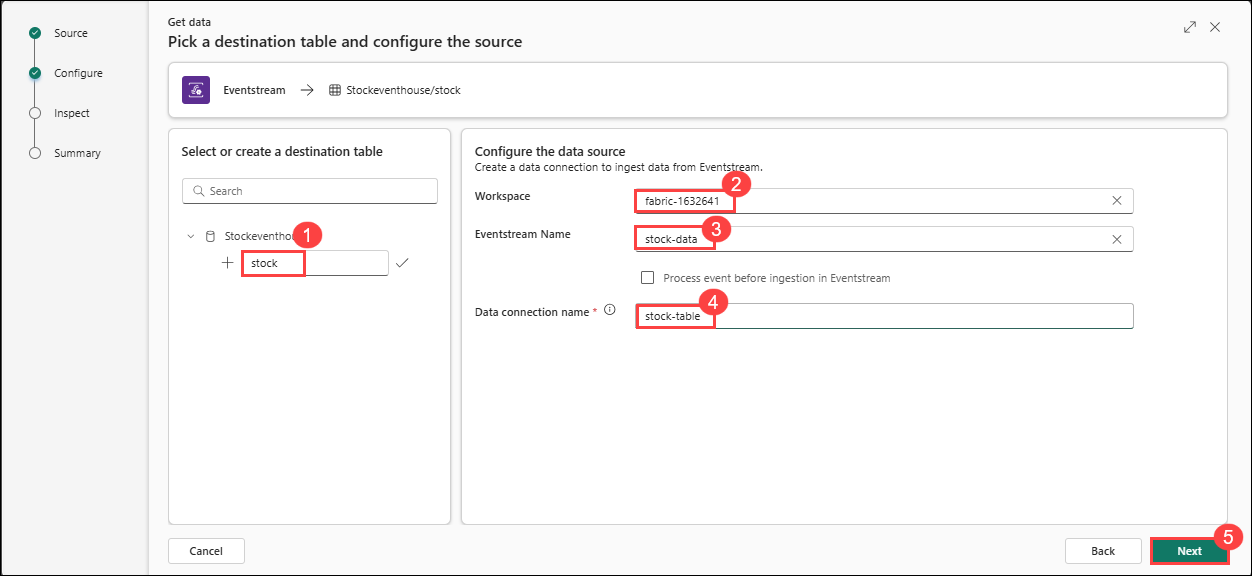 Source
Configure
Inspect
Summary
Get data
Pick a destination table and configure the source
Eventstream → Stockeventhouse/stock
Select or create a destination table
Search
1
+ stock
Configure the data source
Create a data connection to ingest data from Eventstream.
2
Workspace fabric-1632641
3
Eventstream Name stock-data
Process event before ingestion in Eventstream
4
Data connection name * stock-table
5
Cancel Back Next